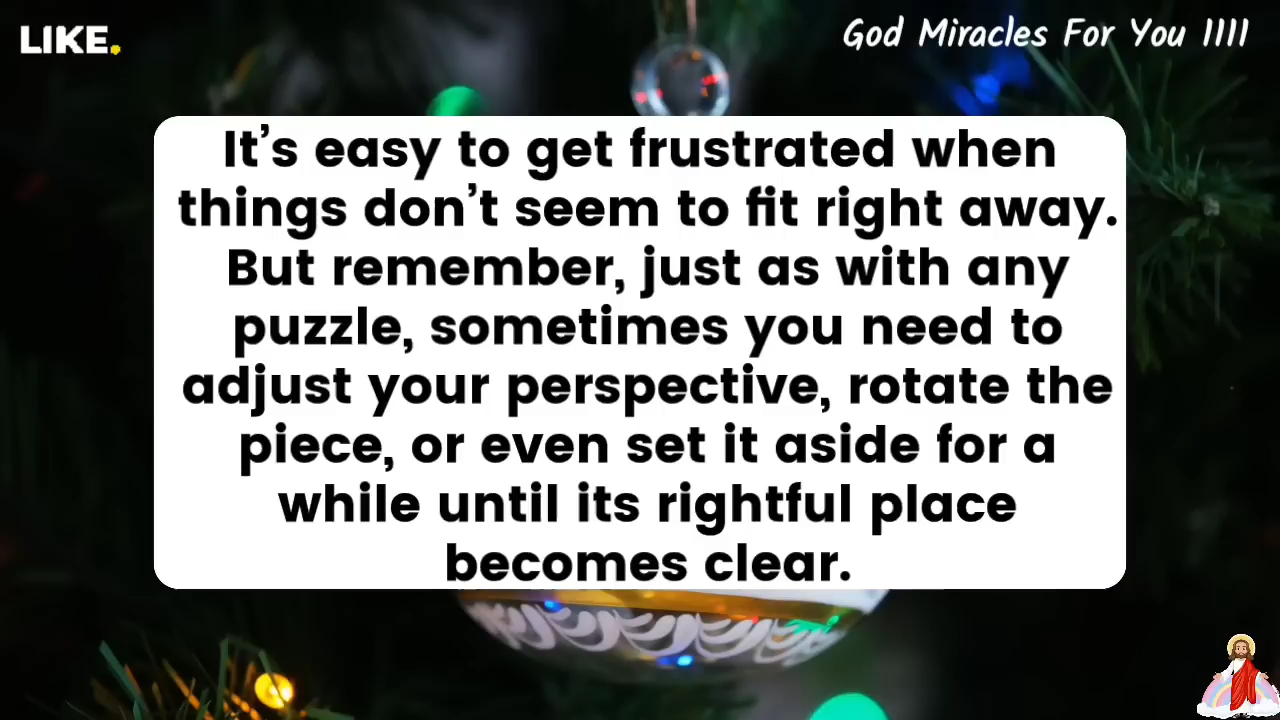 LIKE.
God Miracles For You 1111
It’s easy to get frustrated when
things don’t seem to fit right away.
But remember, just as with any
puzzle, sometimes you need to
adjust your perspective, rotate the
piece, or even set it aside for a
while until its rightful place
becomes clear.